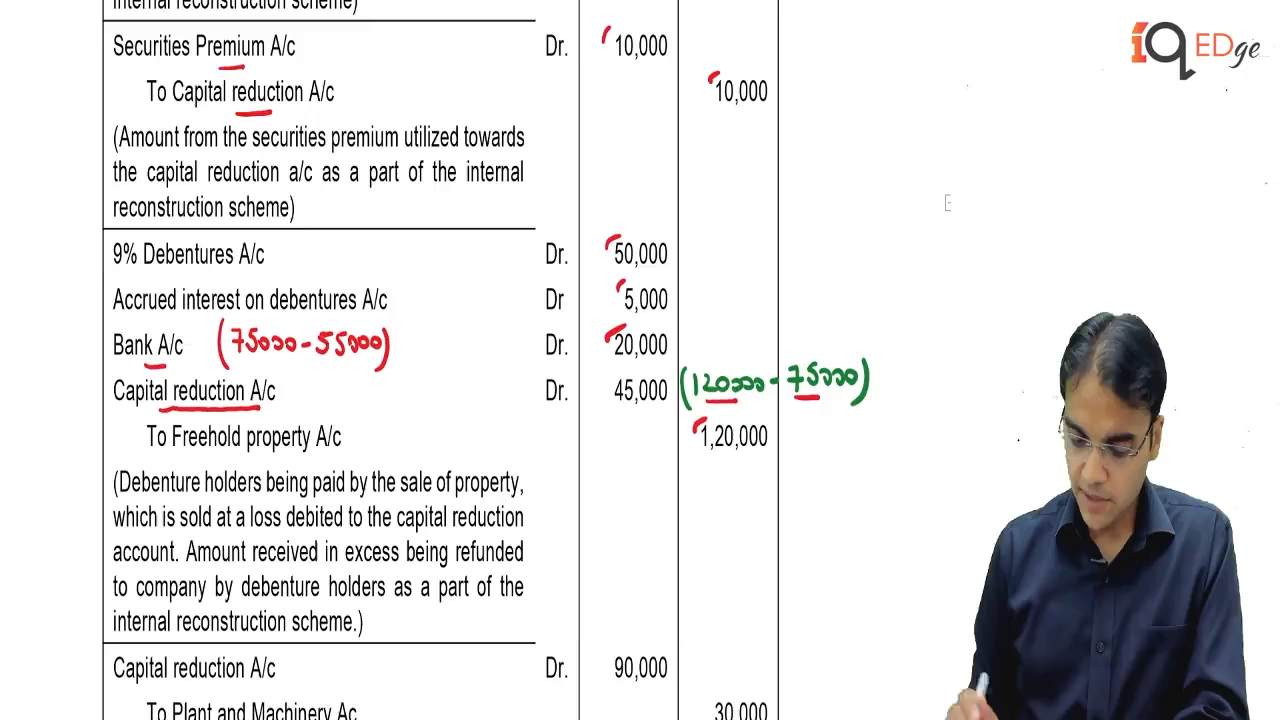 internal reconstruction scheme)
Securities Premium A/c Dr. 10,000
To Capital reduction A/c 10,000
(Amount from the securities premium utilized towards
the capital reduction a/c as a part of the internal
reconstruction scheme)
9% Debentures A/c Dr. 50,000
Accrued interest on debentures A/c Dr 5,000
Bank A/c (75000-55000) Dr. 20,000
Capital reduction A/c Dr. 45,000 (120000-75000)
To Freehold property A/c 1,20,000
(Debenture holders being paid by the sale of property,
which is sold at a loss debited to the capital reduction
account. Amount received in excess being refunded
to company by debenture holders as a part of the
internal reconstruction scheme.)
Capital reduction A/c Dr. 90,000
To Plant and Machinery Ac 30,000
iQ EDge
E